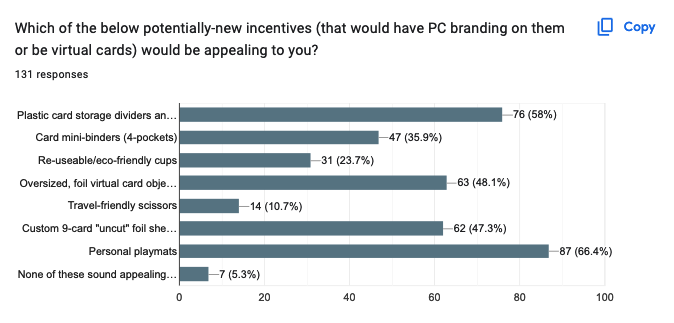 Which of the below potentially-new incentives (that would have PC branding on them
or be virtual cards) would be appealing to you?
Copy
131 responses
Plastic card storage dividers an…
76 (58%)
Card mini-binders (4-pockets)
47 (35.9%)
Re-useable/eco-friendly cups
31 (23.7%)
Oversized, foil virtual card obje…
63 (48.1%)
Travel-friendly scissors
14 (10.7%)
Custom 9-card "uncut" foil she…
62 (47.3%)
Personal playmats
87 (66.4%)
None of these sound appealing…
7 (5.3%)
0 20 40 60 80 100